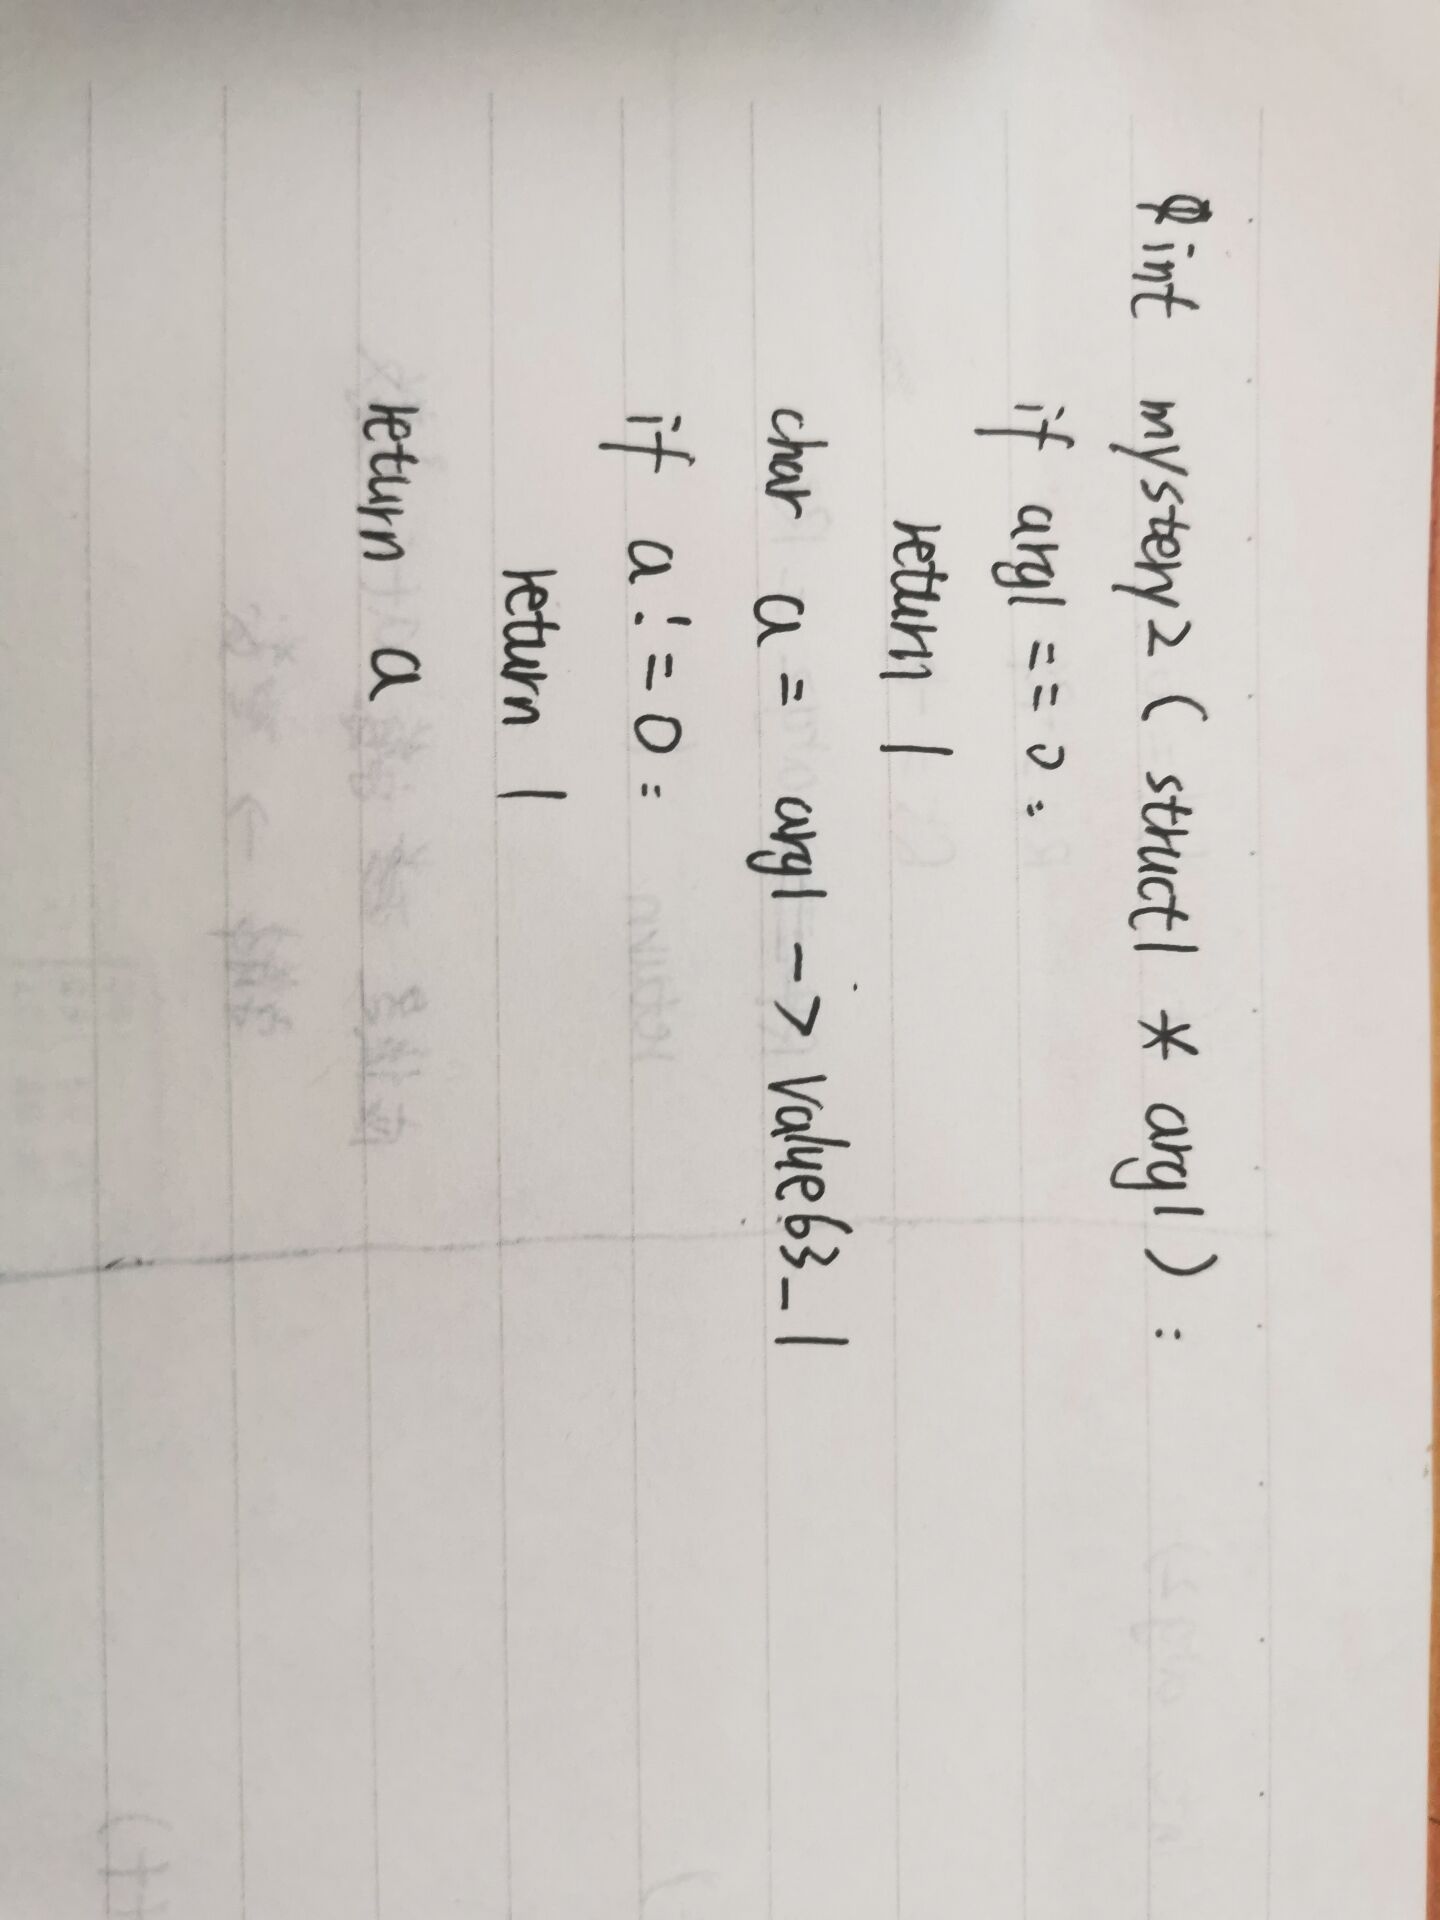 int mystery2 ( struct1 * arg1 ) :
if arg1 == 0 :
return 1
char a = arg1 -> value63_1
if a != 0 :
return 1
return a